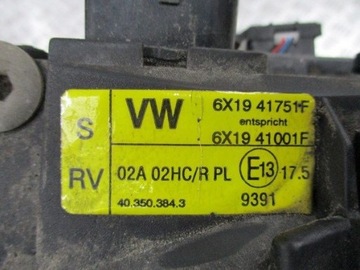 S VW 6X19 41751F
entspricht
6X19 41001F
RV 02A 02HC/R PL E13 17.5
40.350.384.3 9391